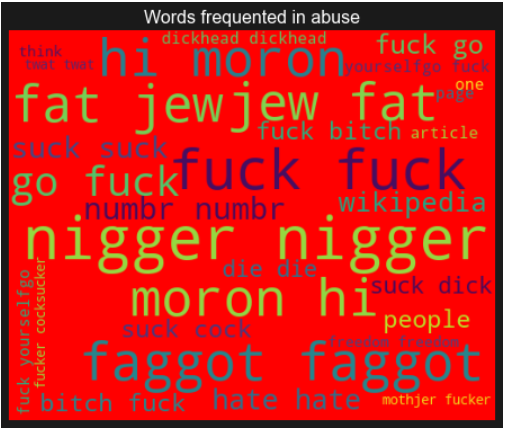 Words frequented in abuse
dickhead dickhead
think
hi moron
fuck go
twat twat
yourselfgo fuck
one
fat jew
jew fat
page
fuck bitch
article
suck suck
fuck fuck
go fuck
numbr numbr
wikipedia
nigger nigger
die die
moron hi
suck dick
people
suck cock
freedom freedom
faggot faggot
fuck yourselfgo
fucker cocksucker
bitch fuck
hate hate
mothjer fucker